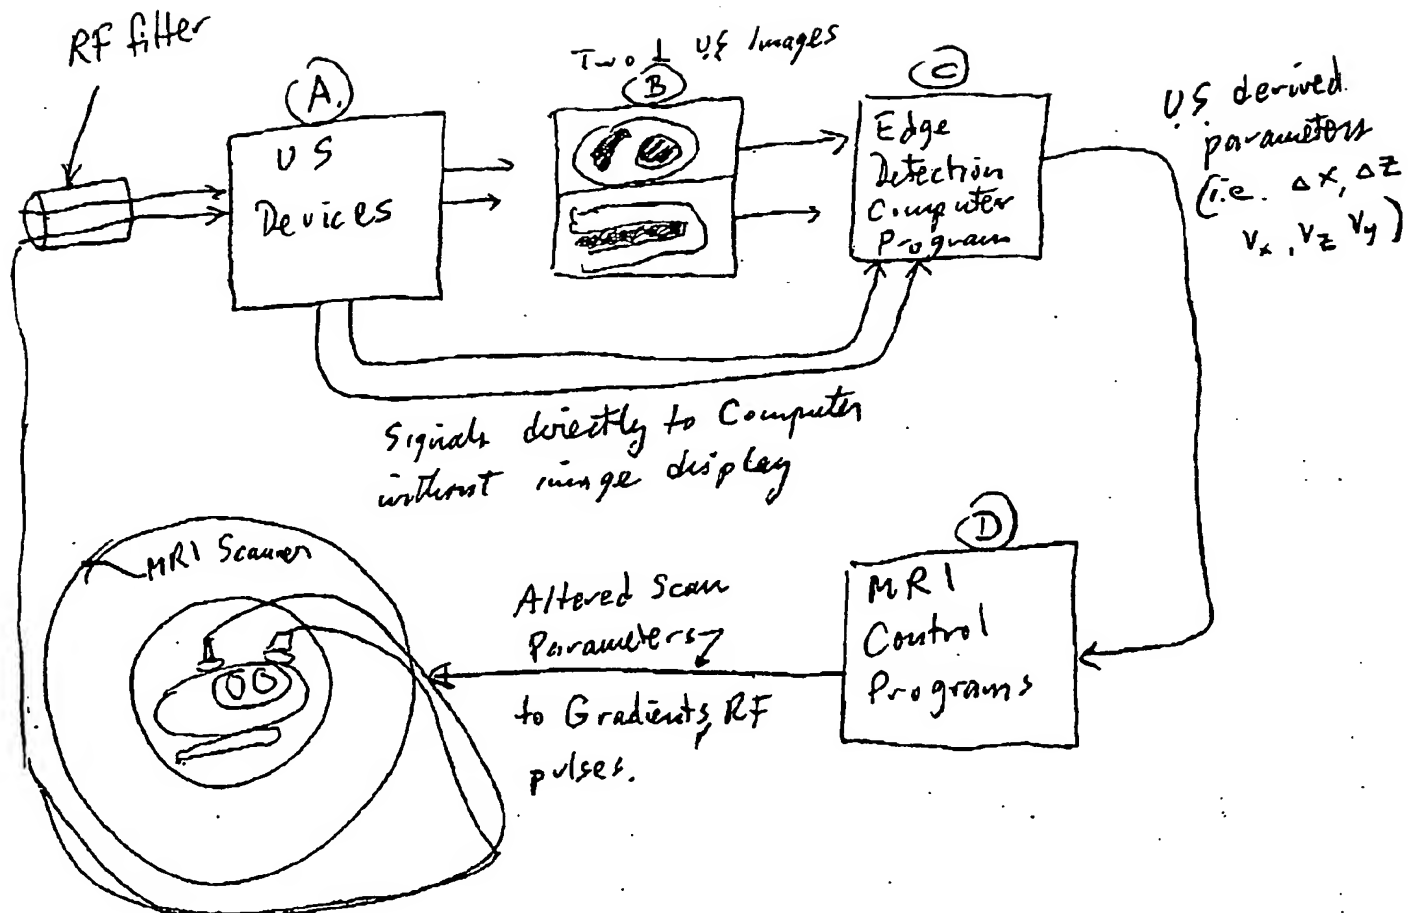 RF filter
A.
US
Devices
Two ⊥ US Images
B
C
Edge
Detection
Computer
Program
U.S. derived
parameters
(i.e. Δx, Δz
Vx, Vz Vy)
Signals directly to Computer
without image display
D
MRI
Control
Programs
Altered Scan
Parameters
to Gradients, RF
pulses.
MRI Scanner